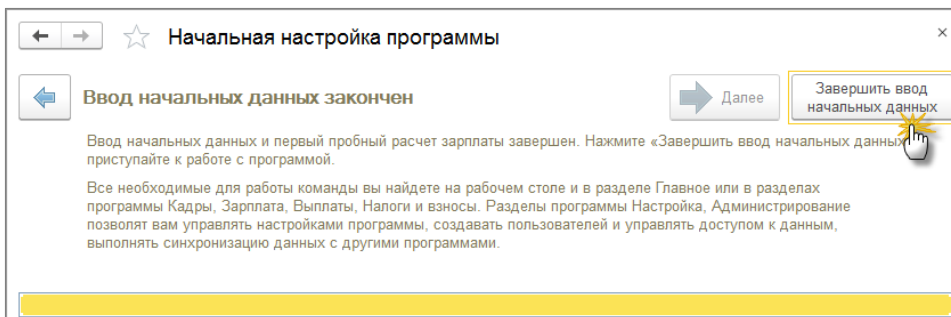 Начальная настройка программы
Ввод начальных данных закончен
Далее
Завершить ввод
начальных данных
Ввод начальных данных и первый пробный расчет зарплаты завершен. Нажмите «Завершить ввод начальных данных
приступайте к работе с программой.
Все необходимые для работы команды вы найдете на рабочем столе и в разделе Главное или в разделах
программы Кадры, Зарплата, Выплаты, Налоги и взносы. Разделы программы Настройка, Администрирование
позволят вам управлять настройками программы, создавать пользователей и управлять доступом к данным,
выполнять синхронизацию данных с другими программами.